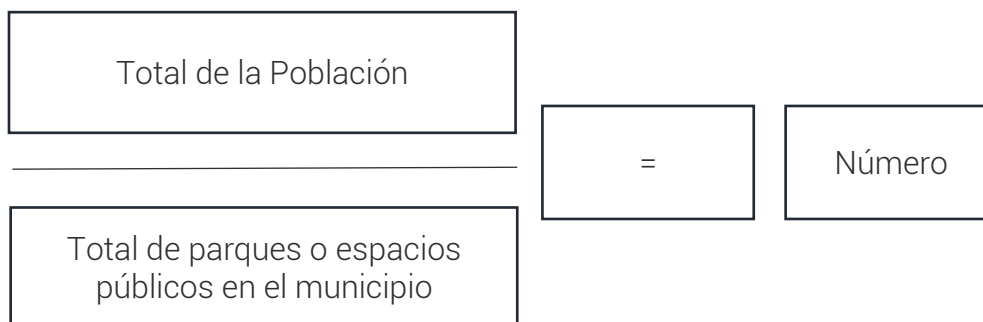 Total de la Población
=
Número
Total de parques o espacios
públicos en el municipio